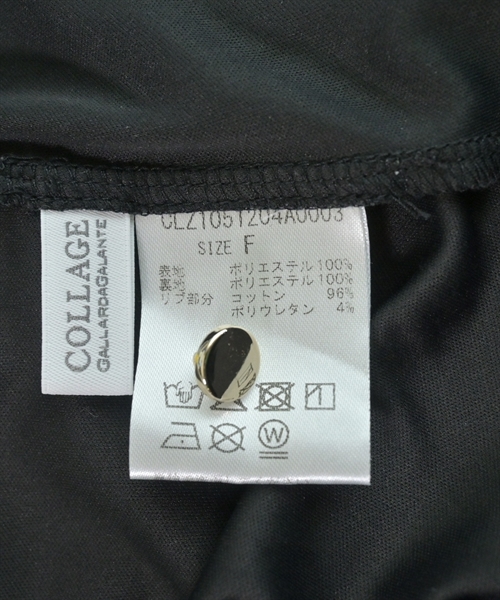 COLLAGE
GALLARDAGALANTE
CLZ1051204A0003
SIZE F
表地 ポリエステル100%
裏地 ポリエステル100%
リブ部分 コットン 96%
ポリウレタン 4%
1
W